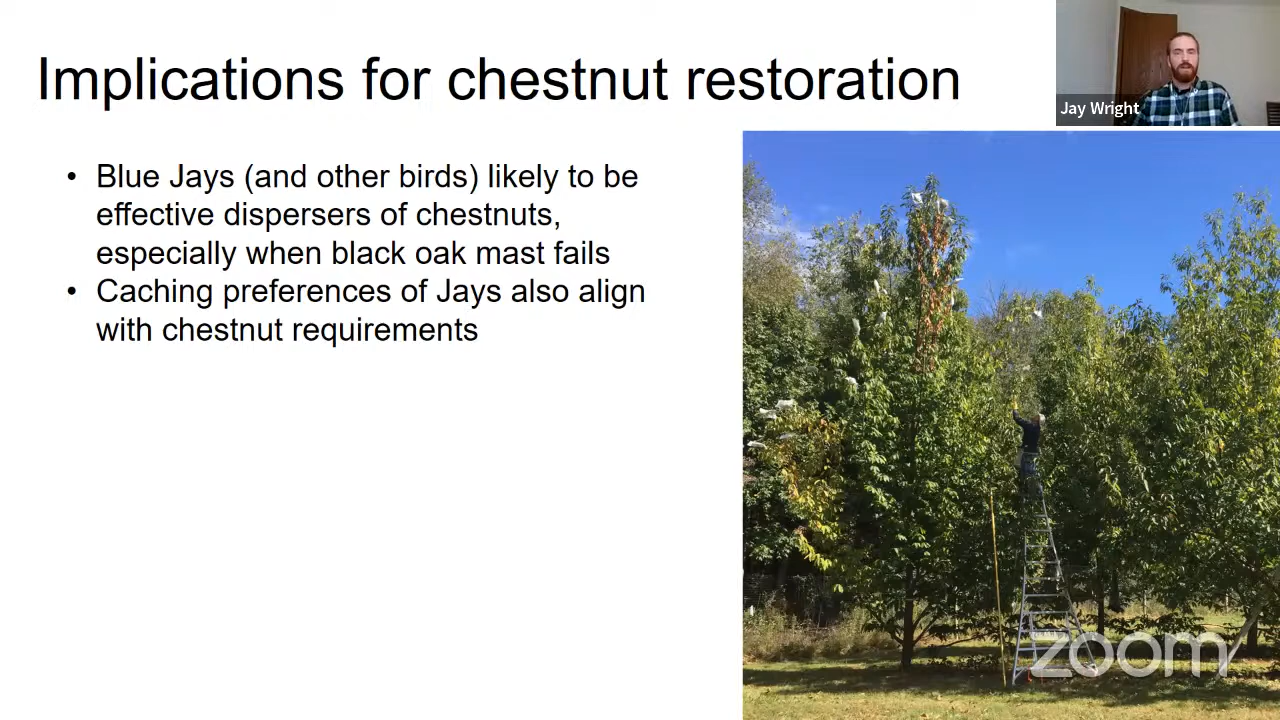 Implications for chestnut restoration
Jay Wright
• Blue Jays (and other birds) likely to be
effective dispersers of chestnuts,
especially when black oak mast fails
• Caching preferences of Jays also align
with chestnut requirements
zoom